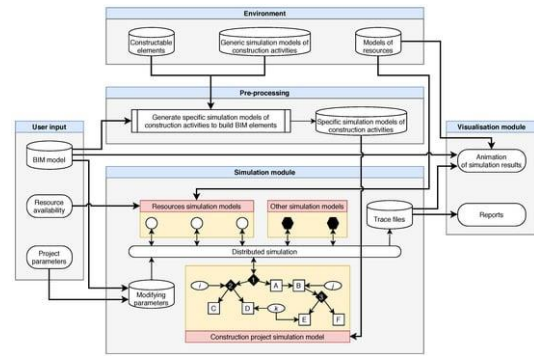 Environment
Constructable
elements
Generic simulation models of
construction activities
Models of
resources
Pre-processing
Generate specific simulation models of
construction activities to build BIM elements
Specific simulation models of
construction activities
User input
BIM model
Resource
availability
Project
parameters
Visualisation module
Animation
of simulation results
Reports
Simulation module
Resources simulation models
Other simulation models
Trace files
Distributed simulation
Modifying
parameters
i
2
1
A
B
j
C
D
k
3
E
F
Construction project simulation model